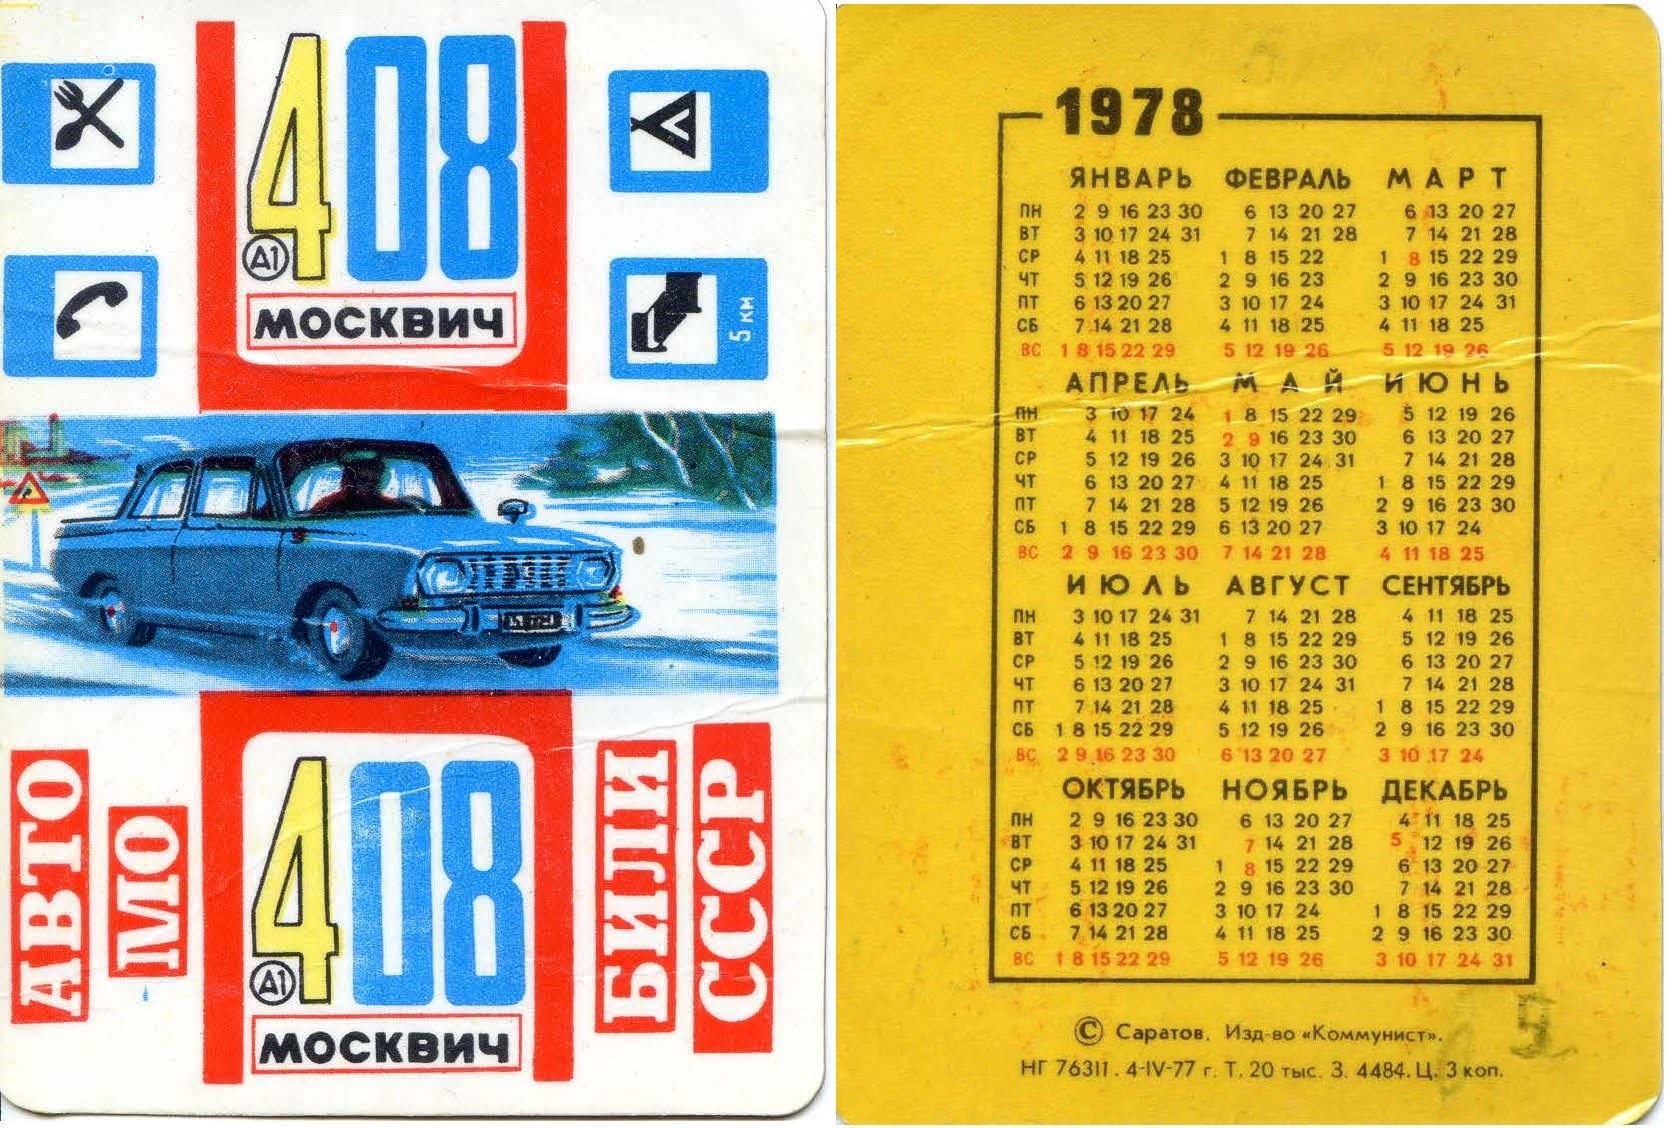 408
А1
МОСКВИЧ
5 км
408
А1
МОСКВИЧ
АВТО
МО
БИЛИ
СССР
1978
ЯНВАРЬ ФЕВРАЛЬ МАРТ
ПН 2 9 16 23 30 6 13 20 27 6 13 20 27
ВТ 3 10 17 24 31 7 14 21 28 7 14 21 28
СР 4 11 18 25 1 8 15 22 1 8 15 22 29
ЧТ 5 12 19 26 2 9 16 23 2 9 16 23 30
ПТ 6 13 20 27 3 10 17 24 3 10 17 24 31
СБ 7 14 21 28 4 11 18 25 4 11 18 25
ВС 1 8 15 22 29 5 12 19 26 5 12 19 26
АПРЕЛЬ МАЙ ИЮНЬ
ПН 3 10 17 24 1 8 15 22 29 5 12 19 26
ВТ 4 11 18 25 2 9 16 23 30 6 13 20 27
СР 5 12 19 26 3 10 17 24 31 7 14 21 28
ЧТ 6 13 20 27 4 11 18 25 1 8 15 22 29
ПТ 7 14 21 28 5 12 19 26 2 9 16 23 30
СБ 1 8 15 22 29 6 13 20 27 3 10 17 24
ВС 2 9 16 23 30 7 14 21 28 4 11 18 25
ИЮЛЬ АВГУСТ СЕНТЯБРЬ
ПН 3 10 17 24 31 7 14 21 28 4 11 18 25
ВТ 4 11 18 25 1 8 15 22 29 5 12 19 26
СР 5 12 19 26 2 9 16 23 30 6 13 20 27
ЧТ 6 13 20 27 3 10 17 24 31 7 14 21 28
ПТ 7 14 21 28 4 11 18 25 1 8 15 22 29
СБ 1 8 15 22 29 5 12 19 26 2 9 16 23 30
ВС 2 9 16 23 30 6 13 20 27 3 10 17 24
ОКТЯБРЬ НОЯБРЬ ДЕКАБРЬ
ПН 2 9 16 23 30 6 13 20 27 4 11 18 25
ВТ 3 10 17 24 31 7 14 21 28 5 12 19 26
СР 4 11 18 25 1 8 15 22 29 6 13 20 27
ЧТ 5 12 19 26 2 9 16 23 30 7 14 21 28
ПТ 6 13 20 27 3 10 17 24 1 8 15 22 29
СБ 7 14 21 28 4 11 18 25 2 9 16 23 30
ВС 1 8 15 22 29 5 12 19 26 3 10 17 24 31
© Саратов. Изд-во «Коммунист».
НГ 76311. 4-IV-77 г. Т. 20 тыс. З. 4484. Ц. 3 коп.